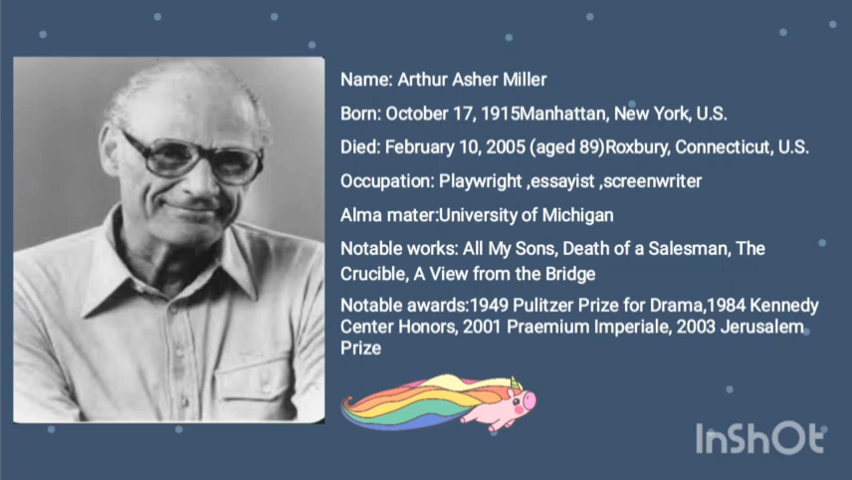 Name: Arthur Asher Miller
Born: October 17, 1915Manhattan, New York, U.S.
Died: February 10, 2005 (aged 89)Roxbury, Connecticut, U.S.
Occupation: Playwright ,essayist ,screenwriter
Alma mater:University of Michigan
Notable works: All My Sons, Death of a Salesman, The
Crucible, A View from the Bridge
Notable awards:1949 Pulitzer Prize for Drama,1984 Kennedy
Center Honors, 2001 Praemium Imperiale, 2003 Jerusalem
Prize
InShOt